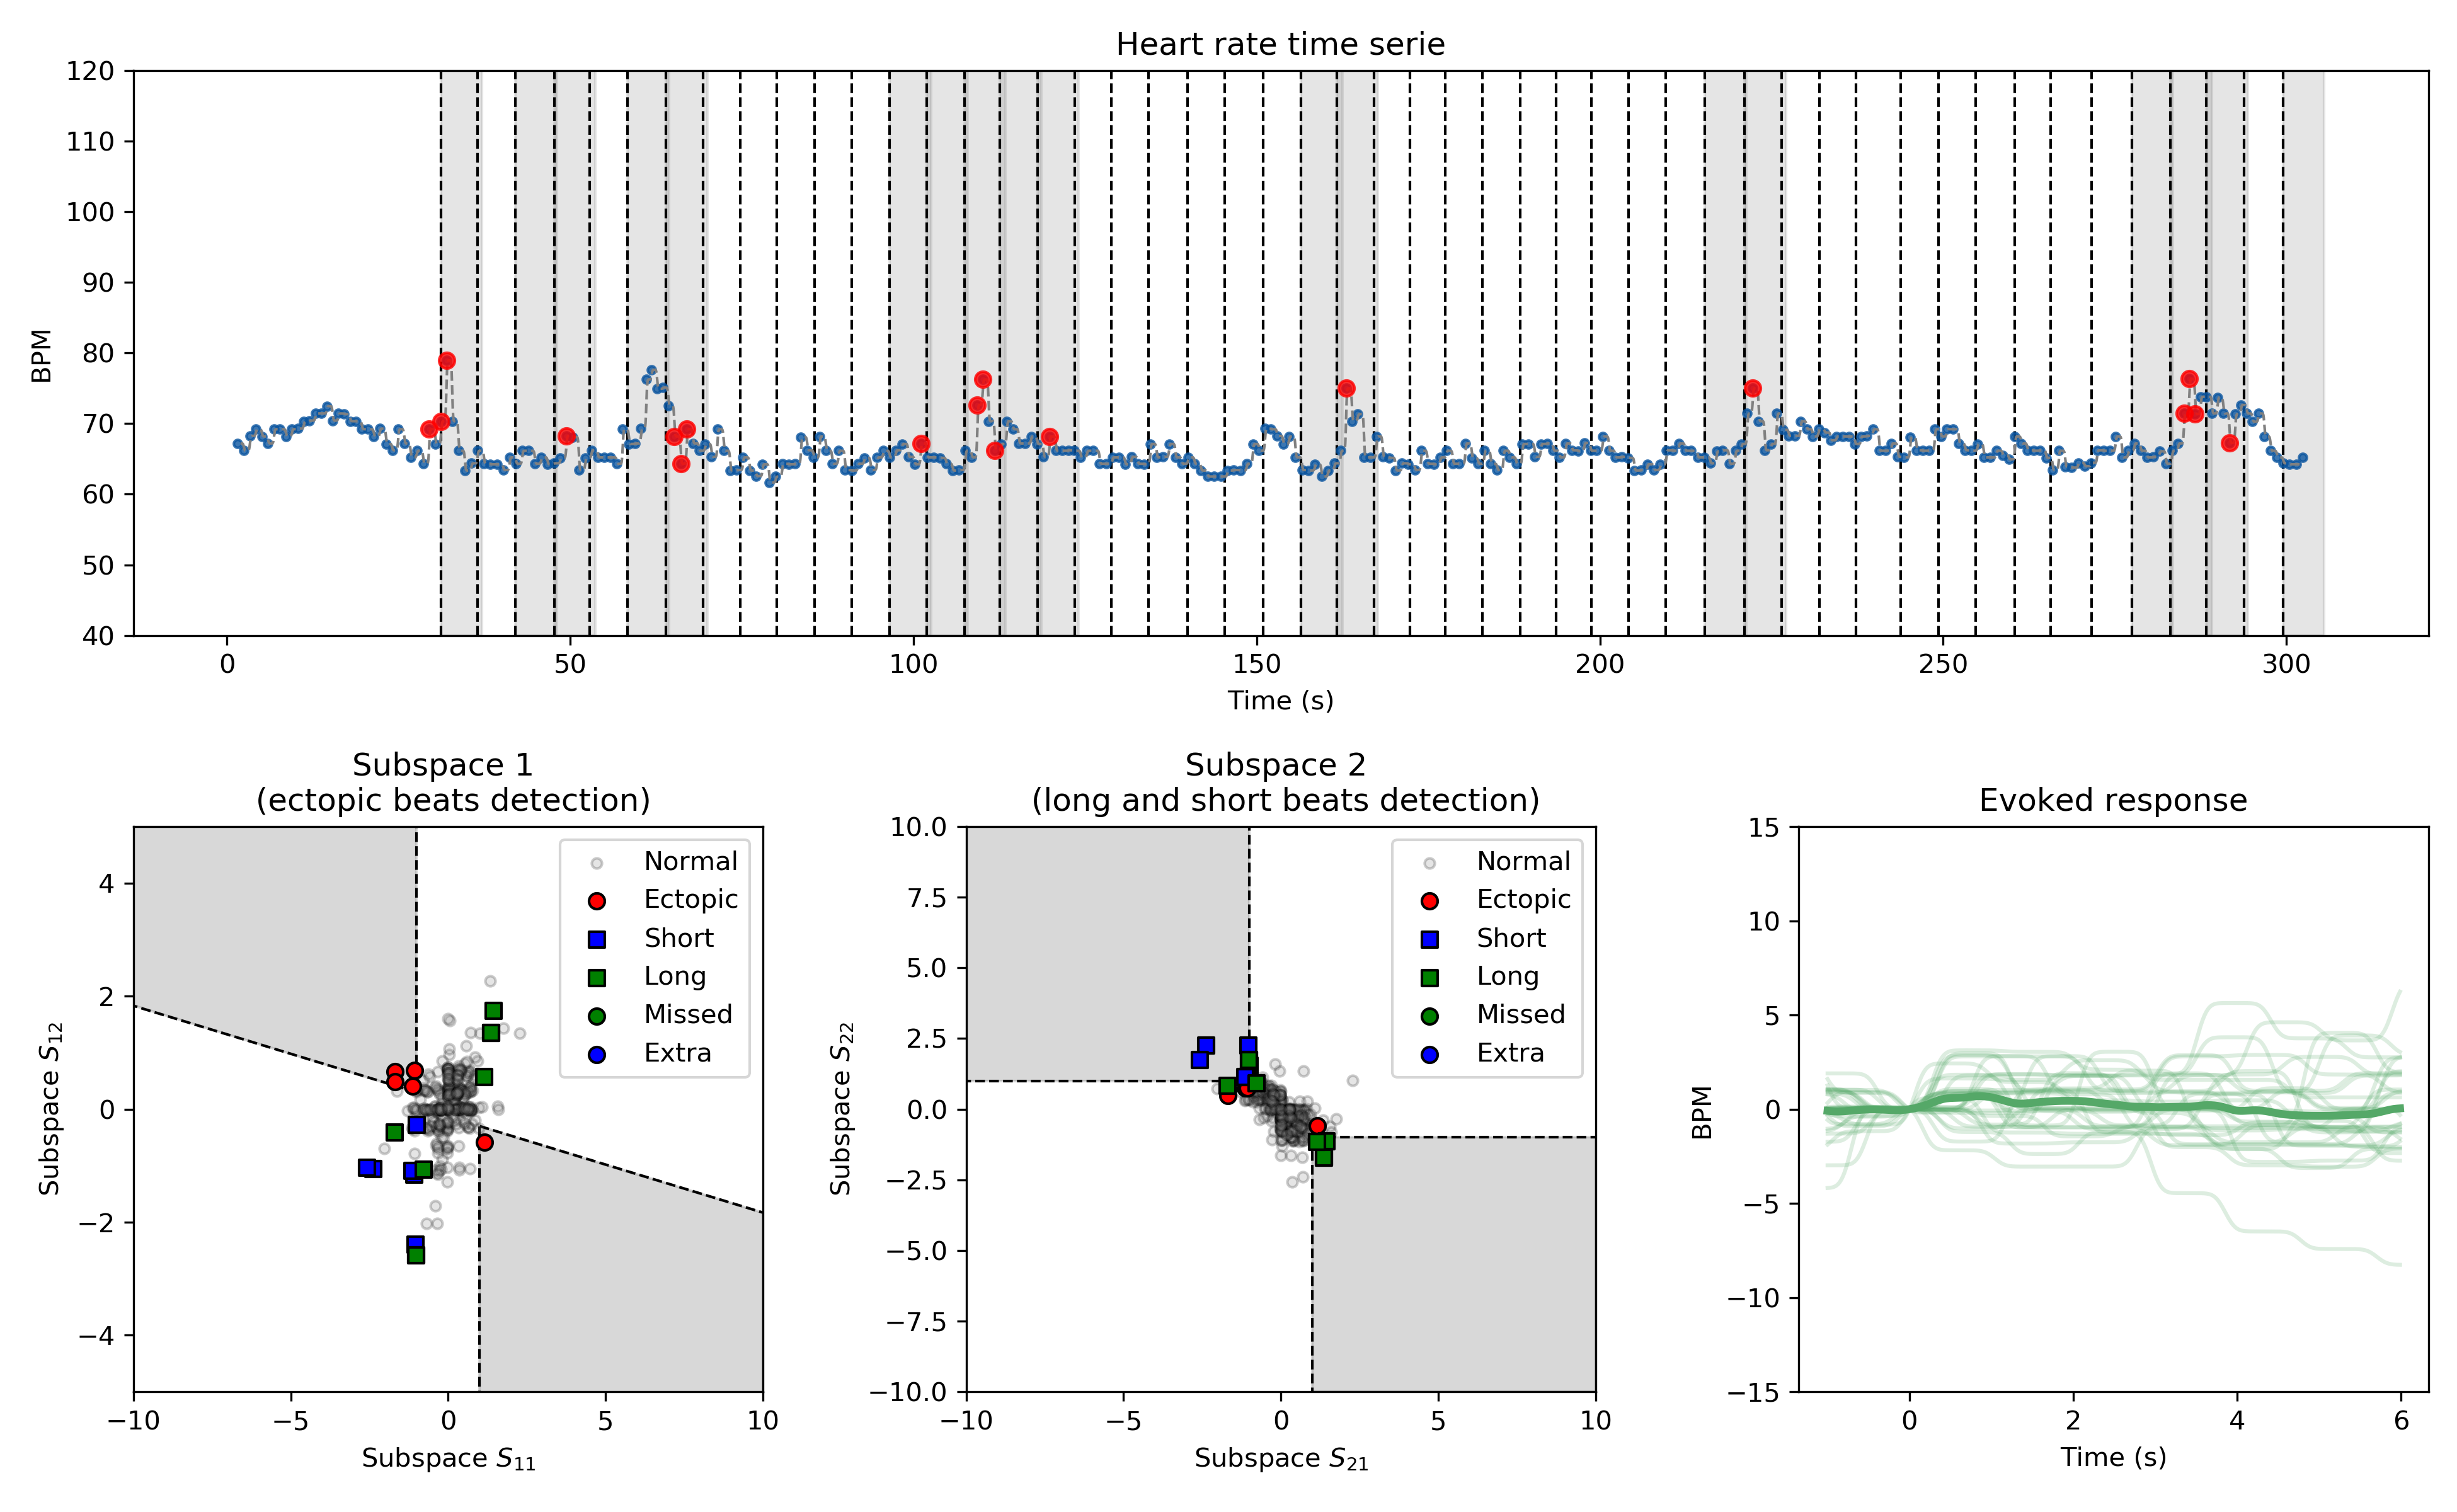 Heart rate time serie
120
110
100
90
80
70
60
50
40
BPM
0 50 100 150 200 250 300
Time (s)
Subspace 1
(ectopic beats detection)
4
2
0
−2
−4
Subspace S12
Normal
Ectopic
Short
Long
Missed
Extra
−10 −5 0 5 10
Subspace S11
Subspace 2
(long and short beats detection)
10.0
7.5
5.0
2.5
0.0
−2.5
−5.0
−7.5
−10.0
Subspace S22
Normal
Ectopic
Short
Long
Missed
Extra
−10 −5 0 5 10
Subspace S21
Evoked response
15
10
5
0
−5
−10
−15
BPM
0 2 4 6
Time (s)